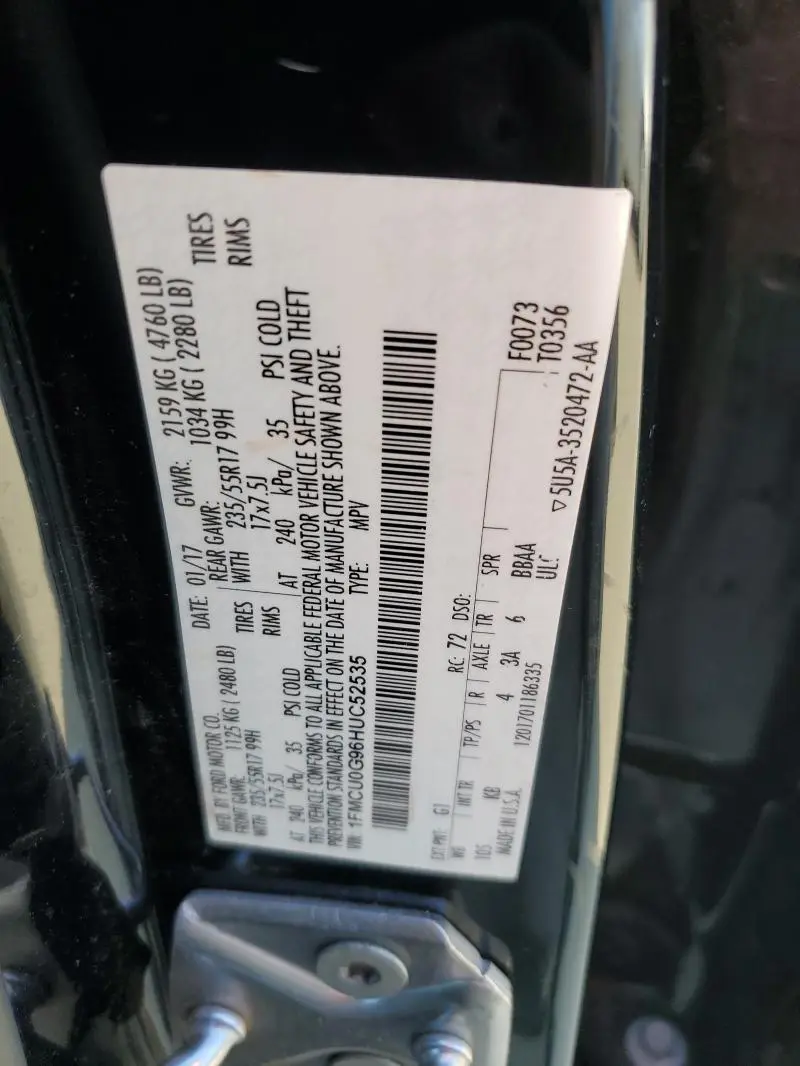 MFD. BY FORD MOTOR CO. DATE: 01/17 GVWR: 2159 KG ( 4760 LB)
FRONT GAWR: 1125 KG ( 2480 LB) REAR GAWR: 1034 KG ( 2280 LB)
WITH 235/55R17 99H TIRES WITH 235/55R17 99H TIRES
17x7.5J RIMS 17x7.5J RIMS
AT 240 kPa/ 35 PSI COLD AT 240 kPa/ 35 PSI COLD
THIS VEHICLE CONFORMS TO ALL APPLICABLE FEDERAL MOTOR VEHICLE SAFETY AND THEFT
PREVENTION STANDARDS IN EFFECT ON THE DATE OF MANUFACTURE SHOWN ABOVE.
VIN: 1FMCU0G96HUC52535 TYPE: MPV
EXT PNT: G1 RC: 72 DSO: F0073
WB INT TR TP/PS R AXLE TR SPR T0356
105 KB 4 3A 6 BBAA
MADE IN U.S.A. 1201701186335 ULC ▽5U5A-3520472-AA